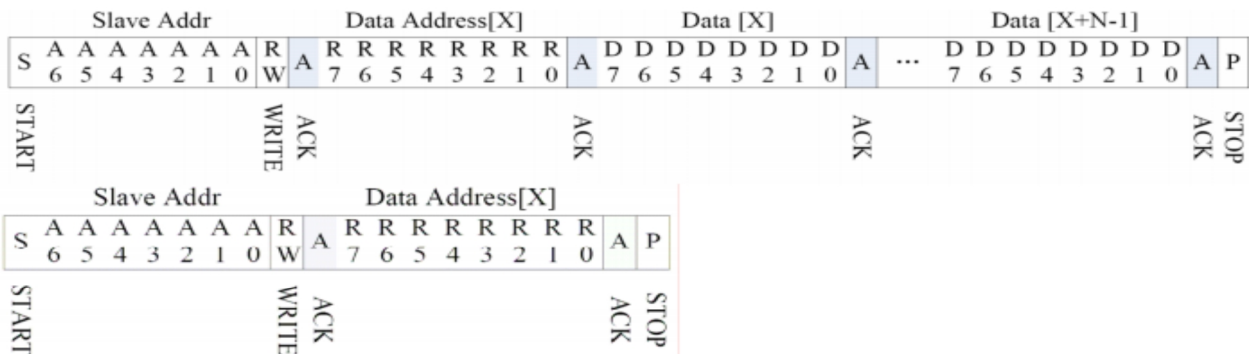 Slave Addr Data Address[X] Data [X] Data [X+N-1]
S A A A A A A A R A R R R R R R R R A D D D D D D D D A ... D D D D D D D D A P
6 5 4 3 2 1 0 W 7 6 5 4 3 2 1 0 7 6 5 4 3 2 1 0 7 6 5 4 3 2 1 0
START WRITE ACK ACK ACK ACK STOP
Slave Addr Data Address[X]
S A A A A A A A R A R R R R R R R R A P
6 5 4 3 2 1 0 W 7 6 5 4 3 2 1 0
START WRITE ACK ACK STOP